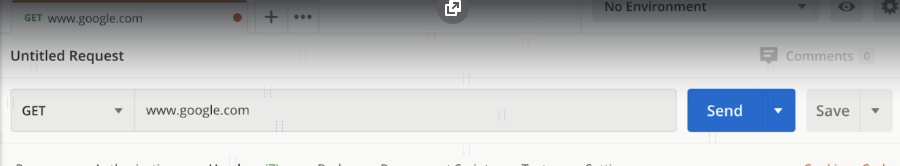 GET www.google.com + •••
No Environment
Untitled Request
Comments 0
GET www.google.com Send Save